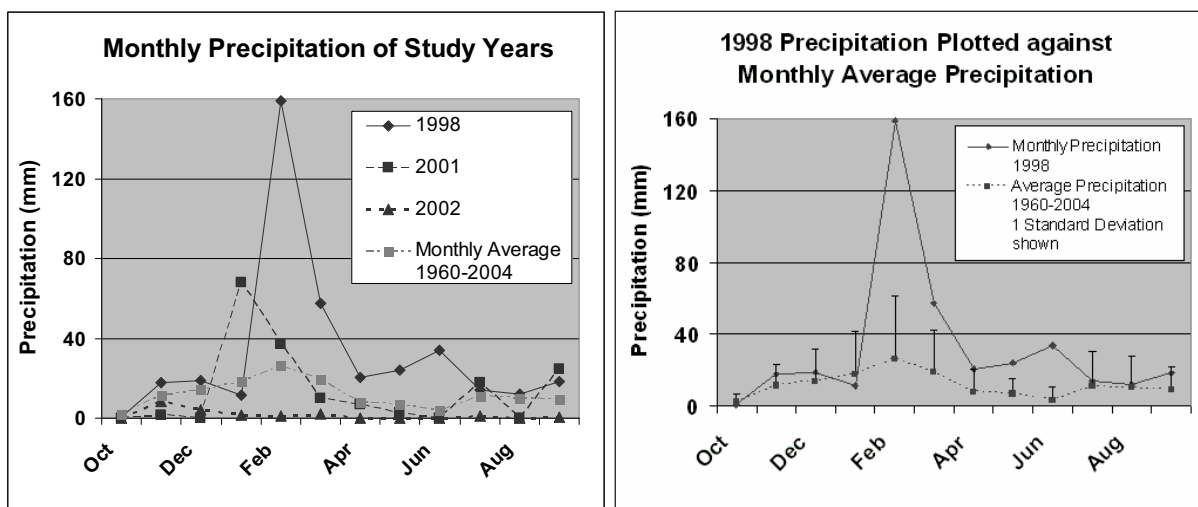 Monthly Precipitation of Study Years
Precipitation (mm)
160
120
80
40
0
1998
2001
2002
Monthly Average
1960-2004
Oct
Dec
Feb
Apr
Jun
Aug
1998 Precipitation Plotted against
Monthly Average Precipitation
Precipitation (mm)
160
120
80
40
0
Monthly Precipitation
1998
Average Precipitation
1960-2004
1 Standard Deviation
shown
Oct
Dec
Feb
Apr
Jun
Aug